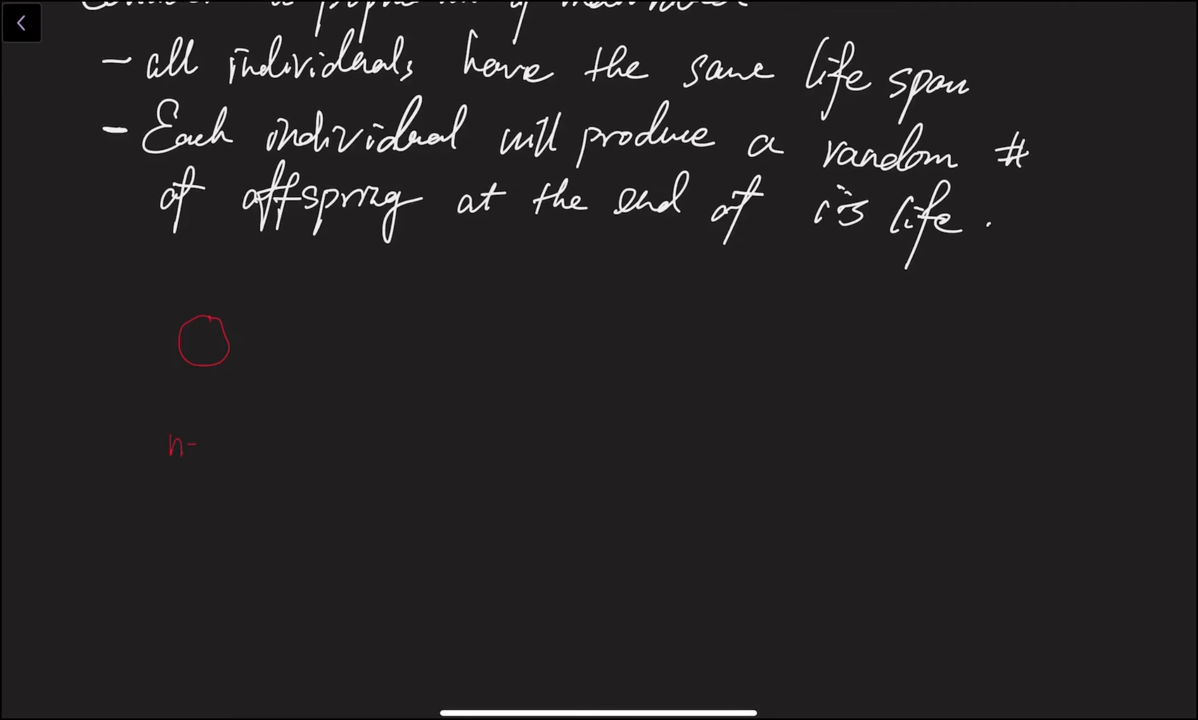 - all individuals have the same life span
- Each individual will produce a random #
of offspring at the end of is life.
n-